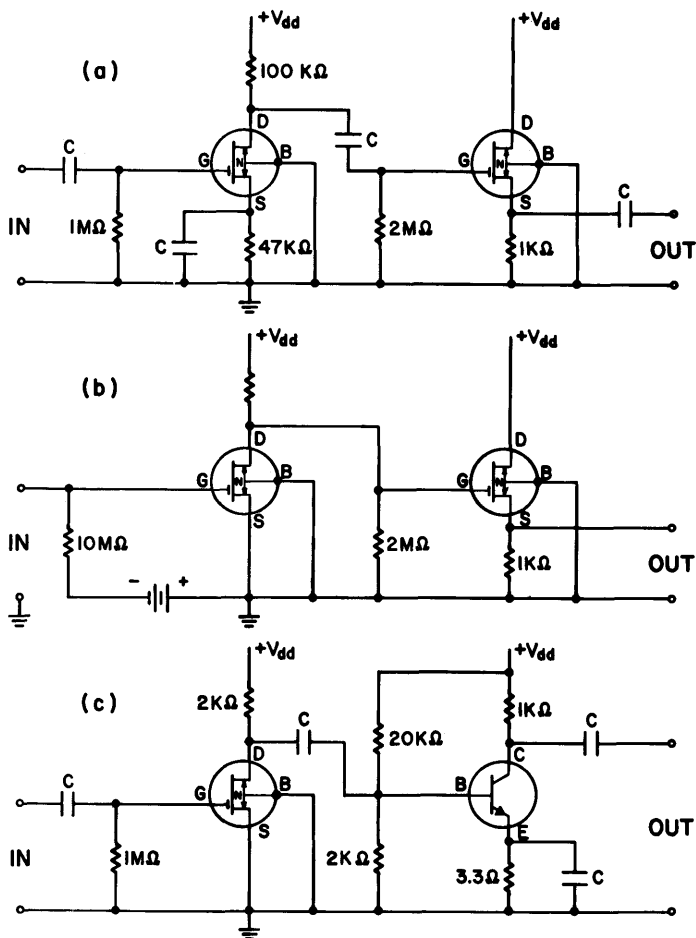 +Vdd +Vdd
(a)
100 KΩ
D D
C C
G N B G N B
S S
C
IN 1MΩ C 47KΩ 2MΩ 1KΩ OUT
+Vdd +Vdd
(b)
D D
G N B G N B
S S
IN 10MΩ 2MΩ 1KΩ OUT
- +
+Vdd +Vdd
(c) 2KΩ 1KΩ
C 20KΩ C
D C
C G N B B
S E
IN 1MΩ 2KΩ 3.3Ω C OUT